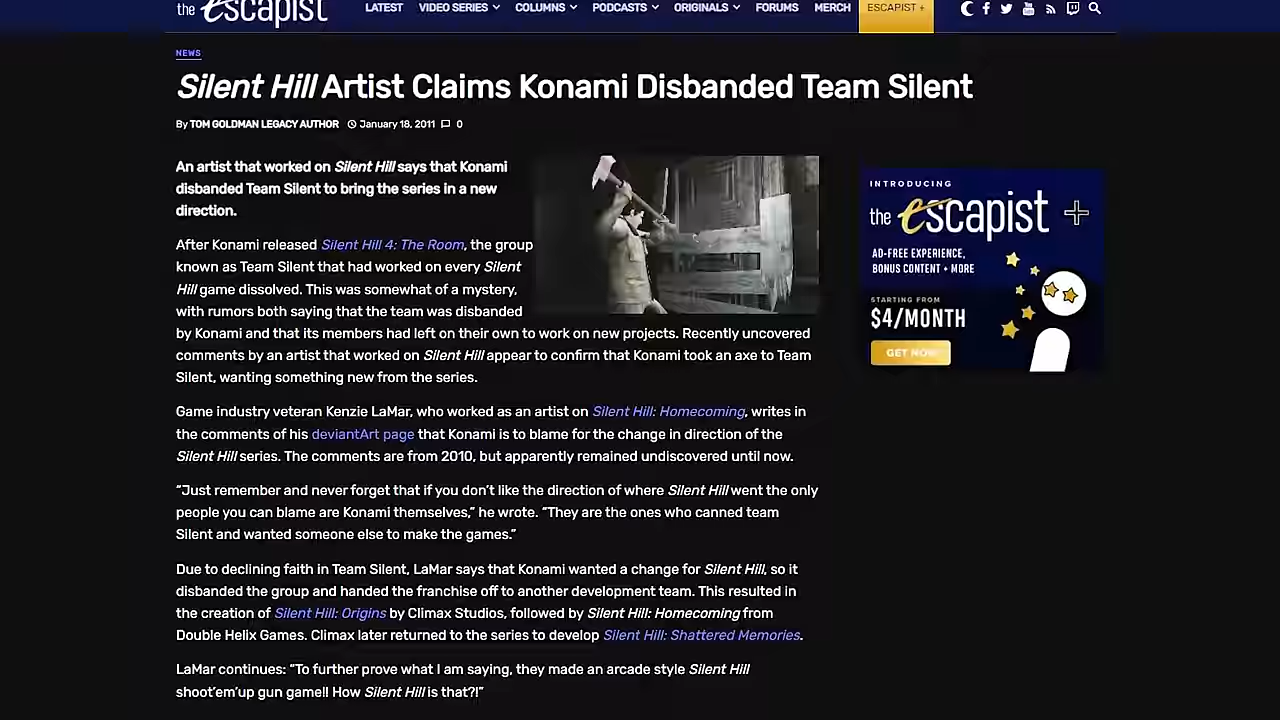 the escapist
LATEST VIDEO SERIES COLUMNS PODCASTS ORIGINALS FORUMS MERCH ESCAPIST +
NEWS
Silent Hill Artist Claims Konami Disbanded Team Silent
By TOM GOLDMAN LEGACY AUTHOR January 18, 2011 0
An artist that worked on Silent Hill says that Konami
disbanded Team Silent to bring the series in a new
direction.
After Konami released Silent Hill 4: The Room, the group
known as Team Silent that had worked on every Silent
Hill game dissolved. This was somewhat of a mystery,
with rumors both saying that the team was disbanded
by Konami and that its members had left on their own to work on new projects. Recently uncovered
comments by an artist that worked on Silent Hill appear to confirm that Konami took an axe to Team
Silent, wanting something new from the series.
Game industry veteran Kenzie LaMar, who worked as an artist on Silent Hill: Homecoming, writes in
the comments of his deviantArt page that Konami is to blame for the change in direction of the
Silent Hill series. The comments are from 2010, but apparently remained undiscovered until now.
“Just remember and never forget that if you don’t like the direction of where Silent Hill went the only
people you can blame are Konami themselves,” he wrote. “They are the ones who canned team
Silent and wanted someone else to make the games.”
Due to declining faith in Team Silent, LaMar says that Konami wanted a change for Silent Hill, so it
disbanded the group and handed the franchise off to another development team. This resulted in
the creation of Silent Hill: Origins by Climax Studios, followed by Silent Hill: Homecoming from
Double Helix Games. Climax later returned to the series to develop Silent Hill: Shattered Memories.
LaMar continues: “To further prove what I am saying, they made an arcade style Silent Hill
shoot’em’up gun game!! How Silent Hill is that?!”
INTRODUCING
the escapist +
AD-FREE EXPERIENCE,
BONUS CONTENT + MORE
STARTING FROM
$4/MONTH
GET NOW